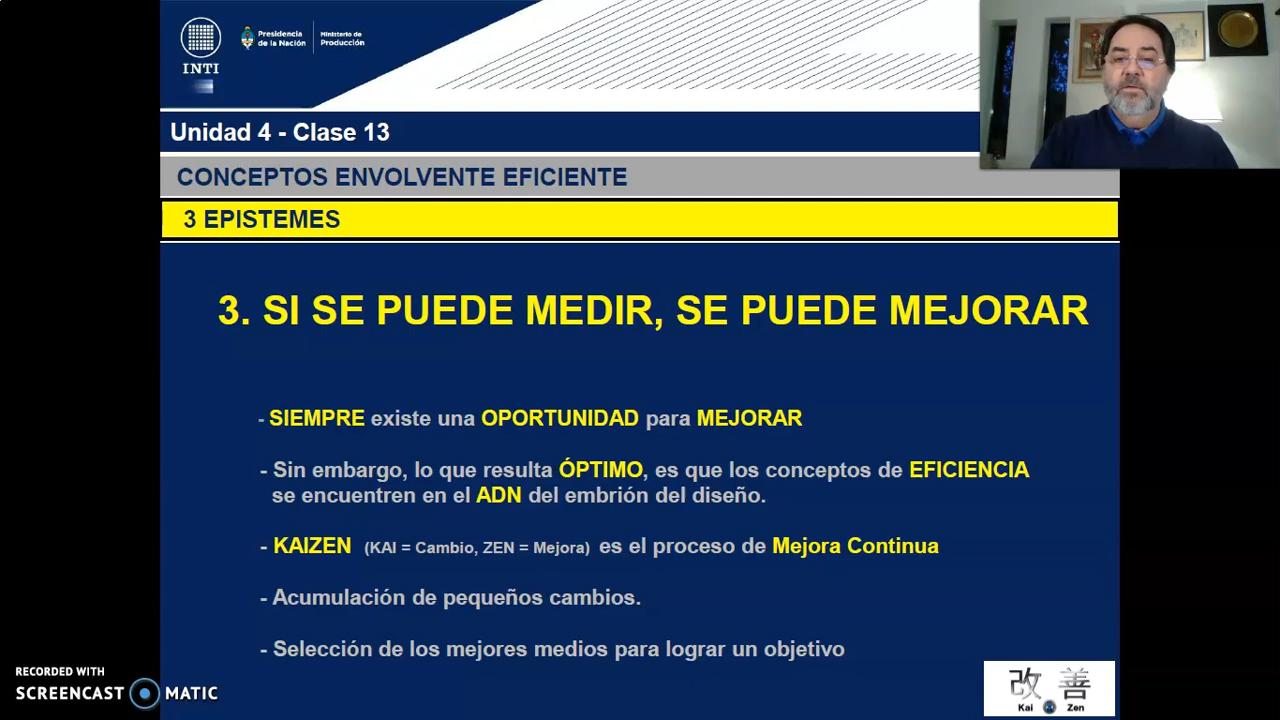 INTI
Presidencia
de la Nación
Ministerio de
Producción
Unidad 4 - Clase 13
CONCEPTOS ENVOLVENTE EFICIENTE
3 EPISTEMES
3. SI SE PUEDE MEDIR, SE PUEDE MEJORAR
- SIEMPRE existe una OPORTUNIDAD para MEJORAR
- Sin embargo, lo que resulta ÓPTIMO, es que los conceptos de EFICIENCIA
se encuentren en el ADN del embrión del diseño.
- KAIZEN (KAI = Cambio, ZEN = Mejora) es el proceso de Mejora Continua
- Acumulación de pequeños cambios.
- Selección de los mejores medios para lograr un objetivo
改 善
Kai Zen
RECORDED WITH
SCREENCAST MATIC